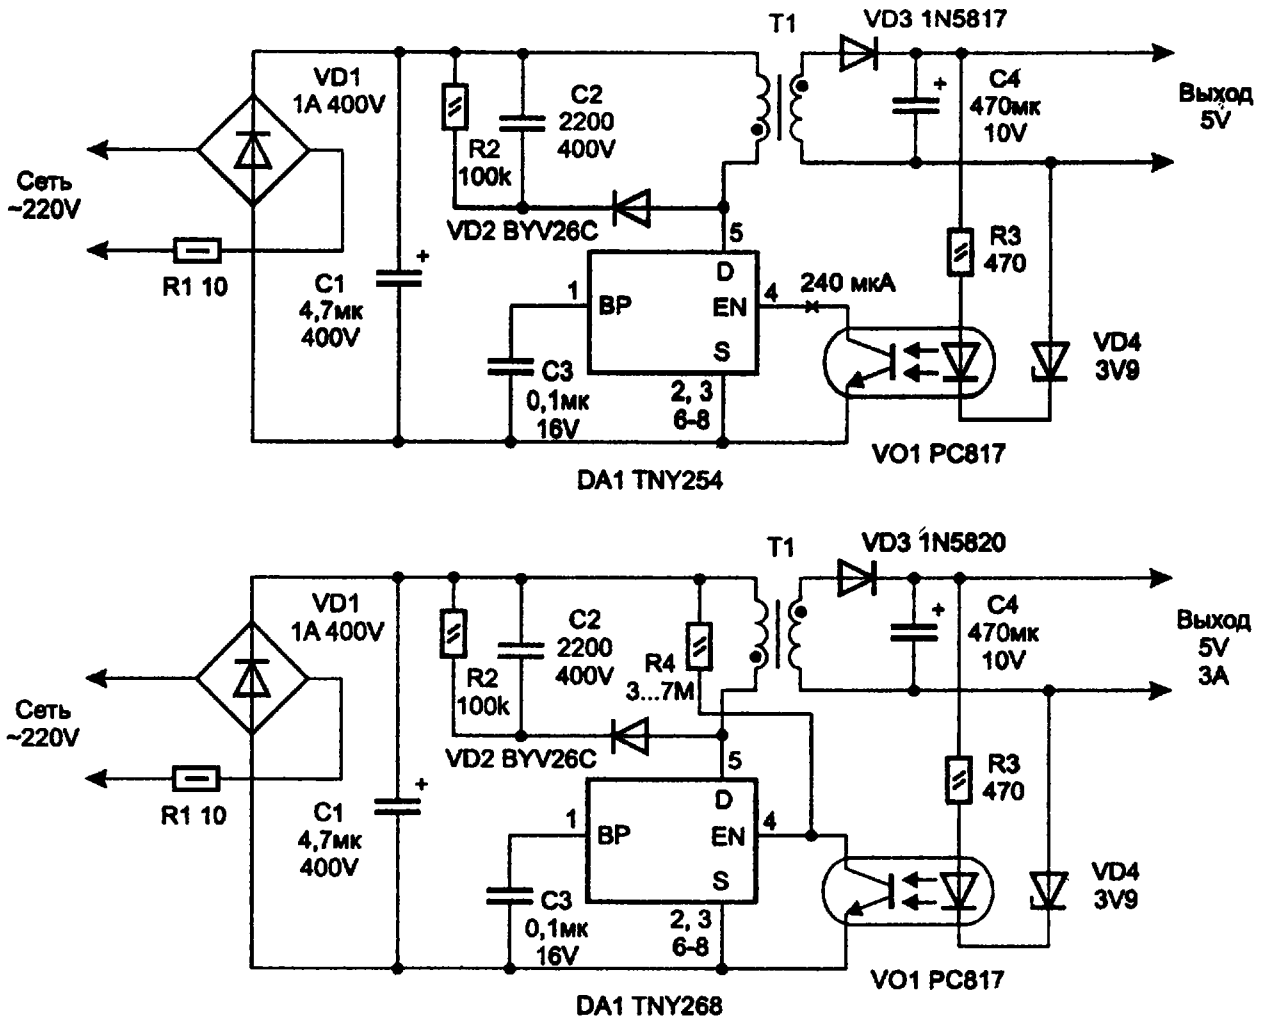 T1
VD3 1N5817
VD1
1A 400V
C2
2200
400V
C4
470мк
10V
+
Выход
5V
R2
100k
Сеть
~220V
VD2 BYV26C
5
R1 10
C1
4,7мк
400V
+
1
BP
D
EN
S
4
240 мкА
R3
470
C3
0,1мк
16V
2, 3
6-8
VD4
3V9
VO1 PC817
DA1 TNY254
T1
VD3 1N5820
VD1
1A 400V
C2
2200
400V
R4
3...7M
C4
470мк
10V
+
Выход
5V
3A
R2
100k
Сеть
~220V
VD2 BYV26C
5
R1 10
C1
4,7мк
400V
+
1
BP
D
EN
S
4
R3
470
C3
0,1мк
16V
2, 3
6-8
VD4
3V9
VO1 PC817
DA1 TNY268